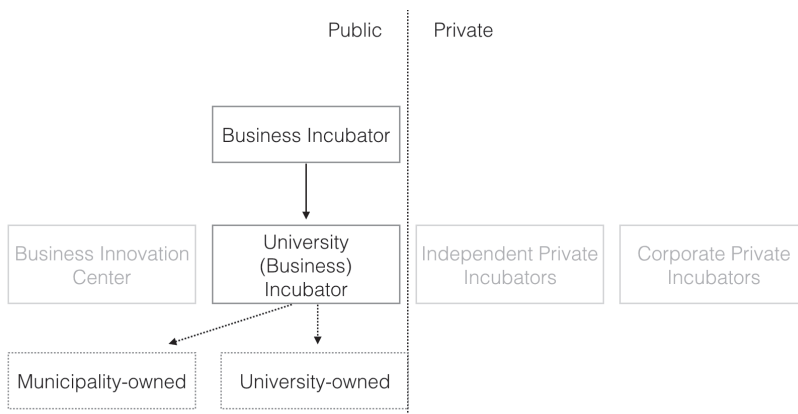 Public
Private
Business Incubator
Business Innovation
Center
University
(Business)
Incubator
Independent Private
Incubators
Corporate Private
Incubators
Municipality-owned
University-owned